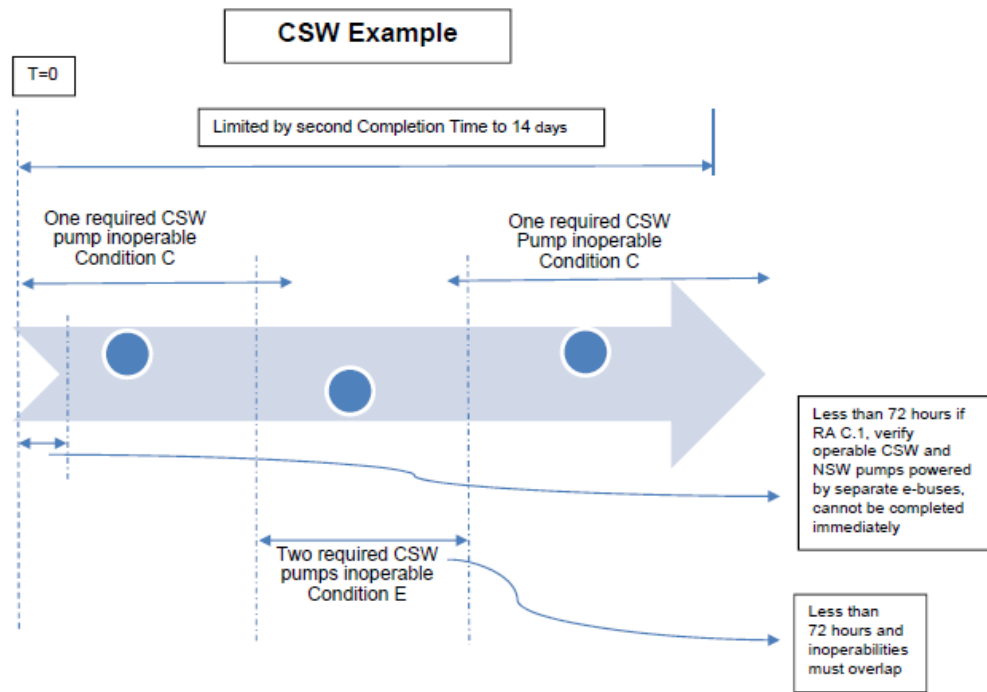 CSW Example
T=0
Limited by second Completion Time to 14 days
One required CSW
pump inoperable
Condition C
One required CSW
Pump inoperable
Condition C
Less than 72 hours if
RA C.1, verify
operable CSW and
NSW pumps powered
by separate e-buses,
cannot be completed
immediately
Two required CSW
pumps inoperable
Condition E
Less than
72 hours and
inoperabilities
must overlap